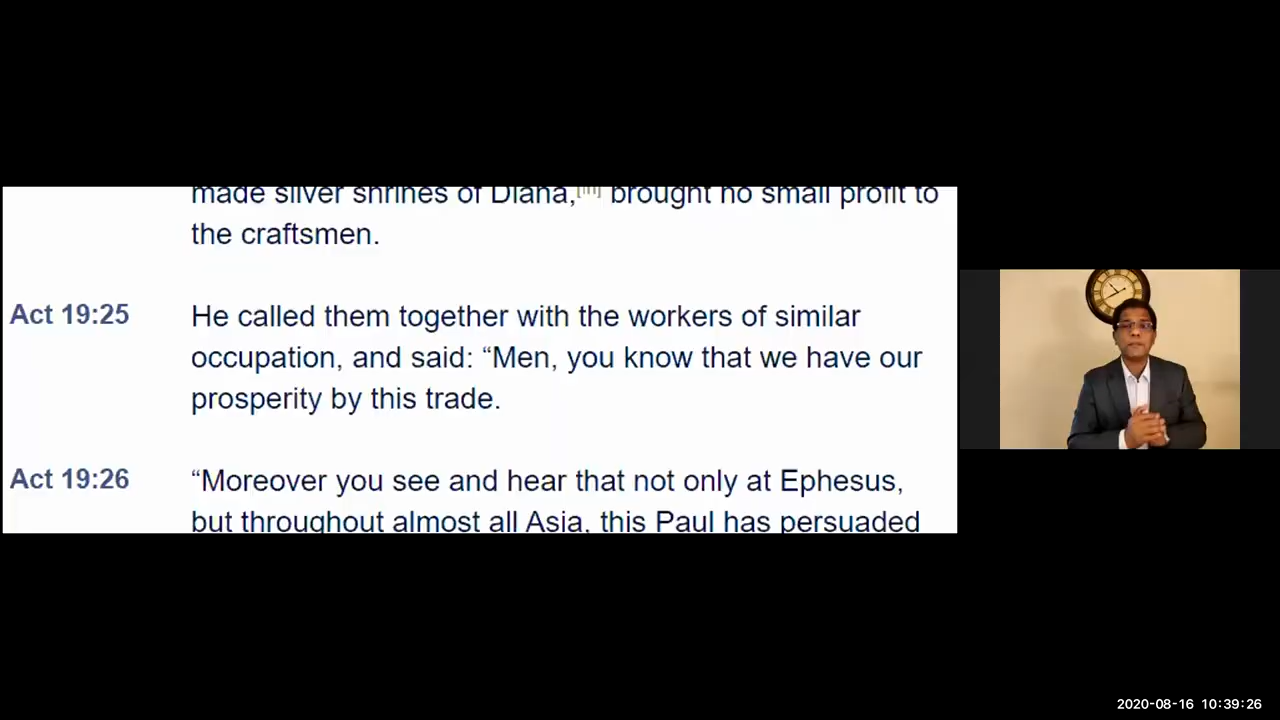 made silver shrines of Diana,[fn] brought no small profit to
the craftsmen.
Act 19:25
He called them together with the workers of similar
occupation, and said: “Men, you know that we have our
prosperity by this trade.
Act 19:26
“Moreover you see and hear that not only at Ephesus,
but throughout almost all Asia, this Paul has persuaded
2020-08-16 10:39:26